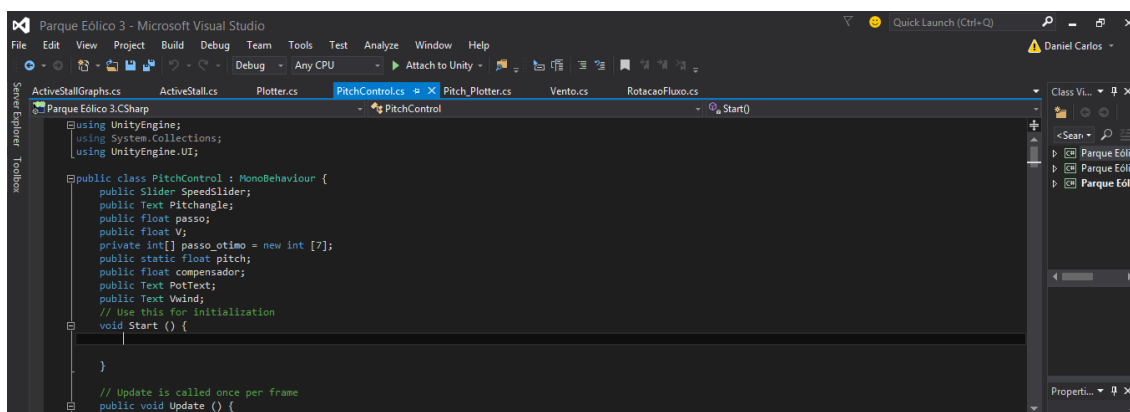 Parque Eólico 3 - Microsoft Visual Studio
Quick Launch (Ctrl+Q)
File Edit View Project Build Debug Team Tools Test Analyze Window Help
Daniel Carlos
Debug Any CPU Attach to Unity
Server Explorer
Toolbox
ActiveStallGraphs.cs ActiveStall.cs Plotter.cs PitchControl.cs Pitch_Plotter.cs Vento.cs RotacaoFluxo.cs
Parque Eólico 3.CSharp PitchControl Start()
using UnityEngine;
using System.Collections;
using UnityEngine.UI;
public class PitchControl : MonoBehaviour {
public Slider SpeedSlider;
public Text Pitchangle;
public float passo;
public float V;
private int[] passo_otimo = new int [7];
public static float pitch;
public float compensador;
public Text PotText;
public Text Vwind;
// Use this for initialization
void Start () {
}
// Update is called once per frame
public void Update () {
Class Vi...
<Sear
C# Parque Eóli
C# Parque Eóli
C# Parque Eól
Properti...